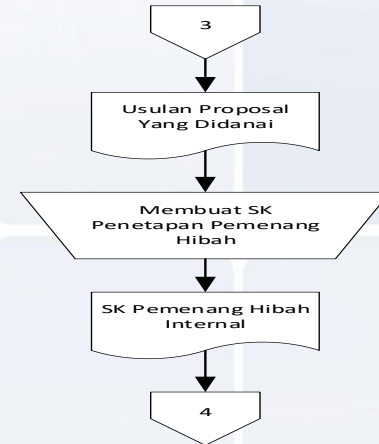 3
Usulan Proposal
Yang Didanai
Membuat SK
Penetapan Pemenang
Hibah
SK Pemenang Hibah
Internal
4